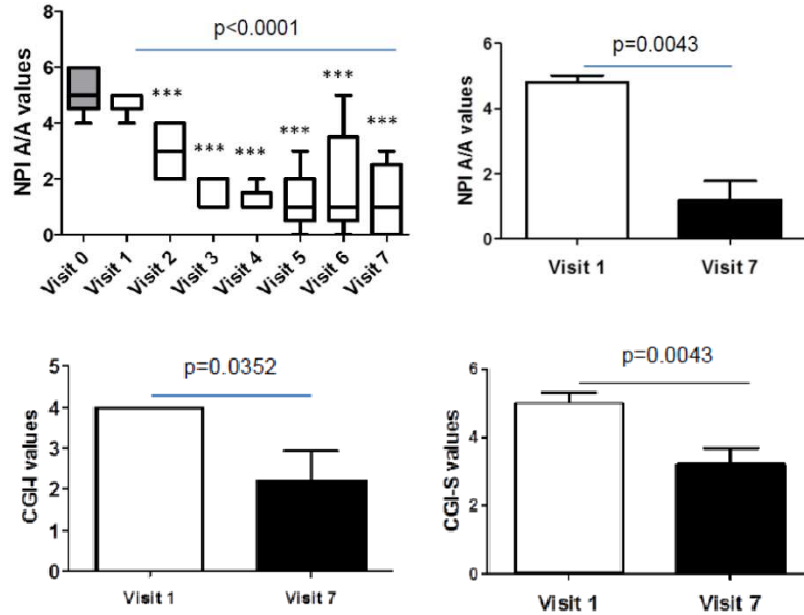 p<0.0001
NPI A/A values
8
6
4
2
0
***
***
***
***
***
***
Visit 0
Visit 1
Visit 2
Visit 3
Visit 4
Visit 5
Visit 6
Visit 7
p=0.0043
NPI A/A values
6
4
2
0
Visit 1
Visit 7
p=0.0352
CGI-I values
5
4
3
2
1
0
Visit 1
Visit 7
p=0.0043
CGI-S values
6
4
2
0
Visit 1
Visit 7